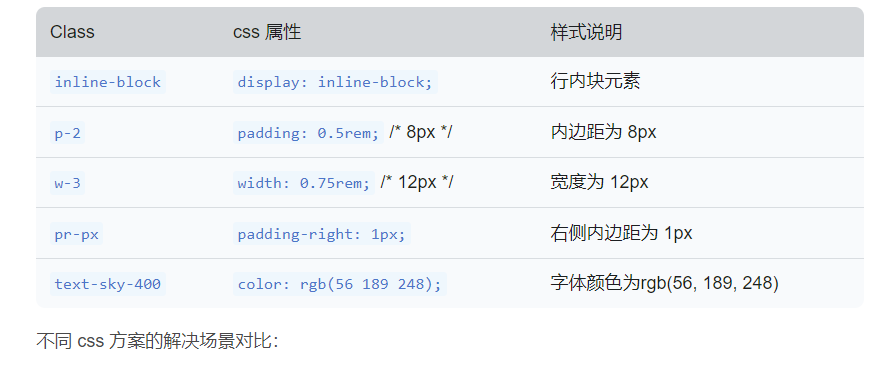 Class css 属性 样式说明
inline-block display: inline-block; 行内块元素
p-2 padding: 0.5rem; /* 8px */ 内边距为 8px
w-3 width: 0.75rem; /* 12px */ 宽度为 12px
pr-px padding-right: 1px; 右侧内边距为 1px
text-sky-400 color: rgb(56 189 248); 字体颜色为rgb(56, 189, 248)
不同 css 方案的解决场景对比：